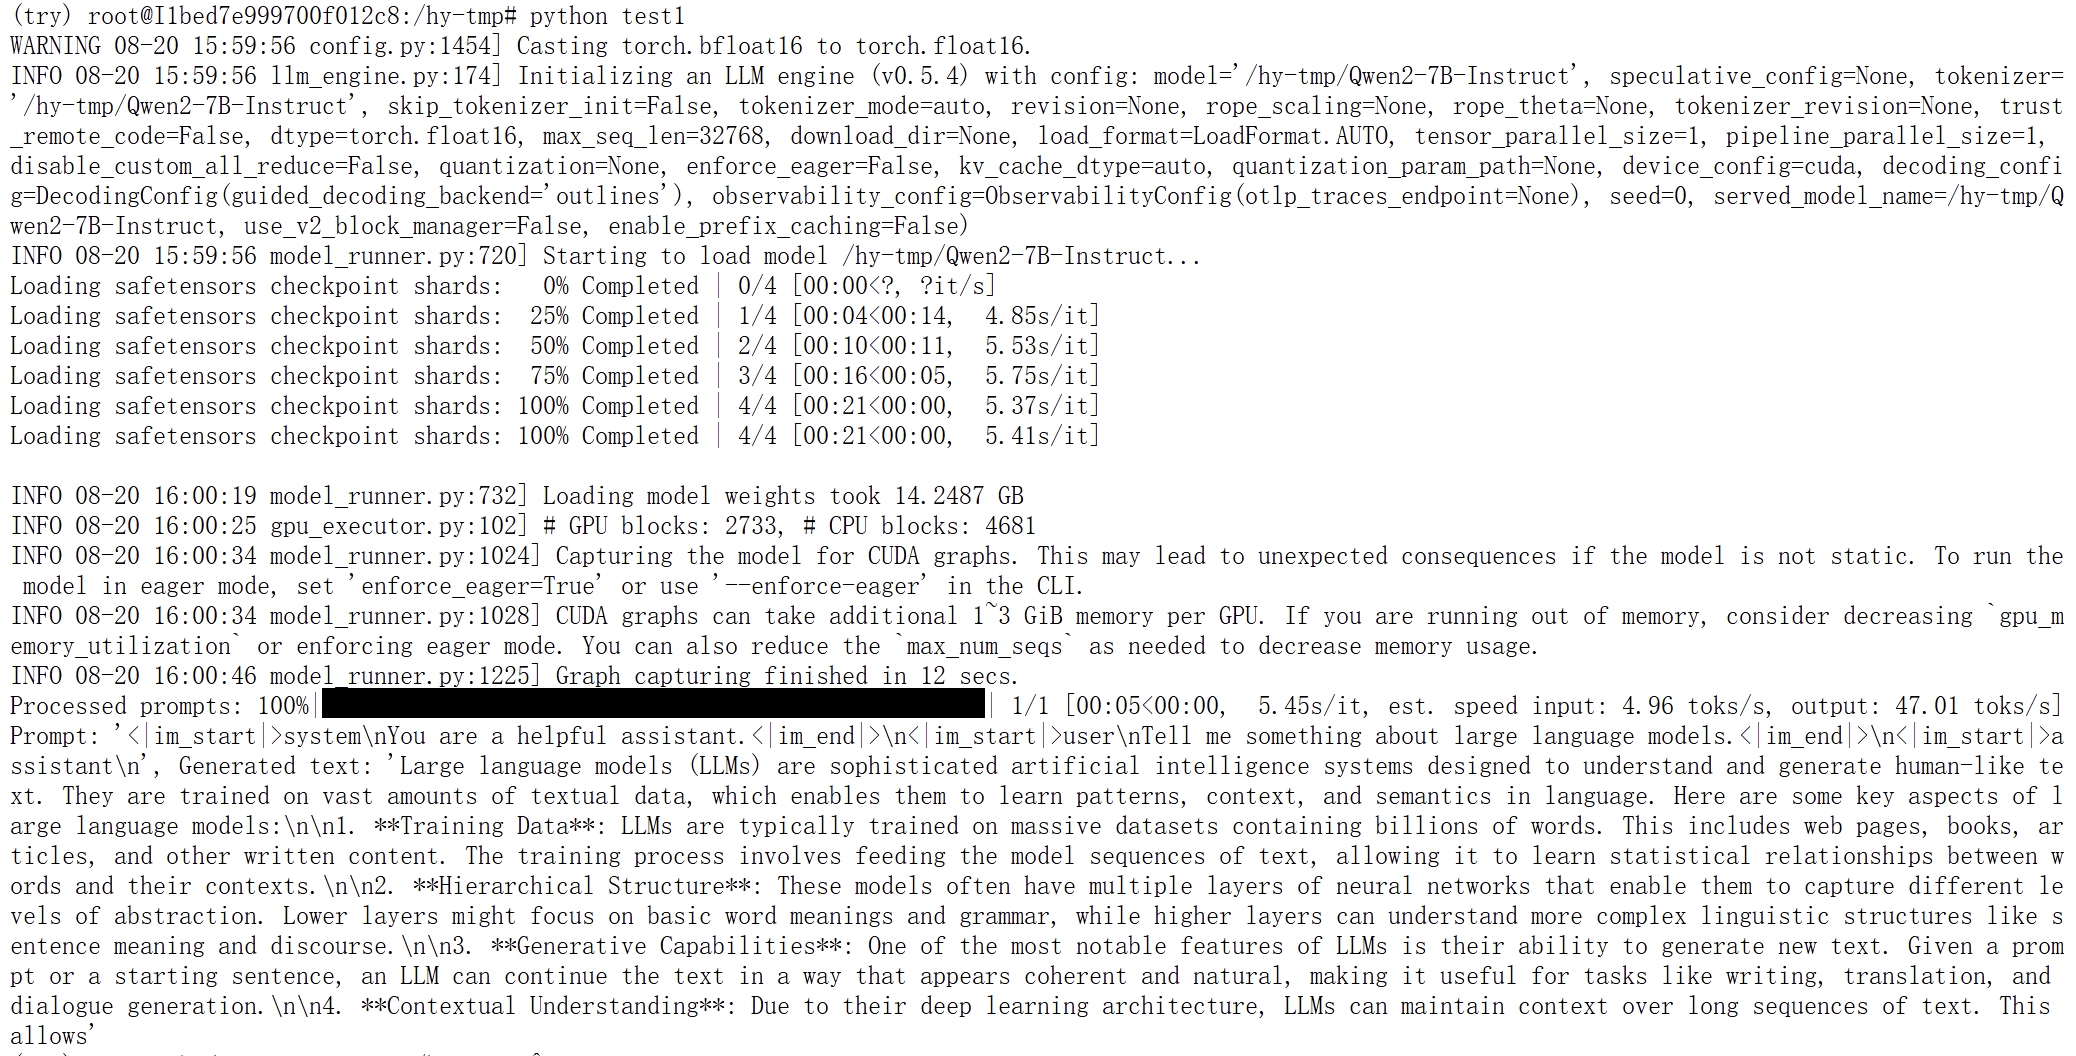 (try) root@I1bed7e999700f012c8:/hy-tmp# python test1
WARNING 08-20 15:59:56 config.py:1454] Casting torch.bfloat16 to torch.float16.
INFO 08-20 15:59:56 llm_engine.py:174] Initializing an LLM engine (v0.5.4) with config: model='/hy-tmp/Qwen2-7B-Instruct', speculative_config=None, tokenizer=
'/hy-tmp/Qwen2-7B-Instruct', skip_tokenizer_init=False, tokenizer_mode=auto, revision=None, rope_scaling=None, rope_theta=None, tokenizer_revision=None, trust
_remote_code=False, dtype=torch.float16, max_seq_len=32768, download_dir=None, load_format=LoadFormat.AUTO, tensor_parallel_size=1, pipeline_parallel_size=1,
disable_custom_all_reduce=False, quantization=None, enforce_eager=False, kv_cache_dtype=auto, quantization_param_path=None, device_config=cuda, decoding_confi
g=DecodingConfig(guided_decoding_backend='outlines'), observability_config=ObservabilityConfig(otlp_traces_endpoint=None), seed=0, served_model_name=/hy-tmp/Q
wen2-7B-Instruct, use_v2_block_manager=False, enable_prefix_caching=False)
INFO 08-20 15:59:56 model_runner.py:720] Starting to load model /hy-tmp/Qwen2-7B-Instruct...
Loading safetensors checkpoint shards:   0% Completed | 0/4 [00:00<?, ?it/s]
Loading safetensors checkpoint shards:  25% Completed | 1/4 [00:04<00:14,  4.85s/it]
Loading safetensors checkpoint shards:  50% Completed | 2/4 [00:10<00:11,  5.53s/it]
Loading safetensors checkpoint shards:  75% Completed | 3/4 [00:16<00:05,  5.75s/it]
Loading safetensors checkpoint shards: 100% Completed | 4/4 [00:21<00:00,  5.37s/it]
Loading safetensors checkpoint shards: 100% Completed | 4/4 [00:21<00:00,  5.41s/it]
INFO 08-20 16:00:19 model_runner.py:732] Loading model weights took 14.2487 GB
INFO 08-20 16:00:25 gpu_executor.py:102] # GPU blocks: 2733, # CPU blocks: 4681
INFO 08-20 16:00:34 model_runner.py:1024] Capturing the model for CUDA graphs. This may lead to unexpected consequences if the model is not static. To run the
 model in eager mode, set 'enforce_eager=True' or use '--enforce-eager' in the CLI.
INFO 08-20 16:00:34 model_runner.py:1028] CUDA graphs can take additional 1~3 GiB memory per GPU. If you are running out of memory, consider decreasing `gpu_m
emory_utilization` or enforcing eager mode. You can also reduce the `max_num_seqs` as needed to decrease memory usage.
INFO 08-20 16:00:46 model_runner.py:1225] Graph capturing finished in 12 secs.
Processed prompts: 100%|| 1/1 [00:05<00:00,  5.45s/it, est. speed input: 4.96 toks/s, output: 47.01 toks/s]
Prompt: '<|im_start|>system\nYou are a helpful assistant.<|im_end|>\n<|im_start|>user\nTell me something about large language models.<|im_end|>\n<|im_start|>a
ssistant\n', Generated text: 'Large language models (LLMs) are sophisticated artificial intelligence systems designed to understand and generate human-like te
xt. They are trained on vast amounts of textual data, which enables them to learn patterns, context, and semantics in language. Here are some key aspects of l
arge language models:\n\n1. **Training Data**: LLMs are typically trained on massive datasets containing billions of words. This includes web pages, books, ar
ticles, and other written content. The training process involves feeding the model sequences of text, allowing it to learn statistical relationships between w
ords and their contexts.\n\n2. **Hierarchical Structure**: These models often have multiple layers of neural networks that enable them to capture different le
vels of abstraction. Lower layers might focus on basic word meanings and grammar, while higher layers can understand more complex linguistic structures like s
entence meaning and discourse.\n\n3. **Generative Capabilities**: One of the most notable features of LLMs is their ability to generate new text. Given a prom
pt or a starting sentence, an LLM can continue the text in a way that appears coherent and natural, making it useful for tasks like writing, translation, and
dialogue generation.\n\n4. **Contextual Understanding**: Due to their deep learning architecture, LLMs can maintain context over long sequences of text. This
allows'